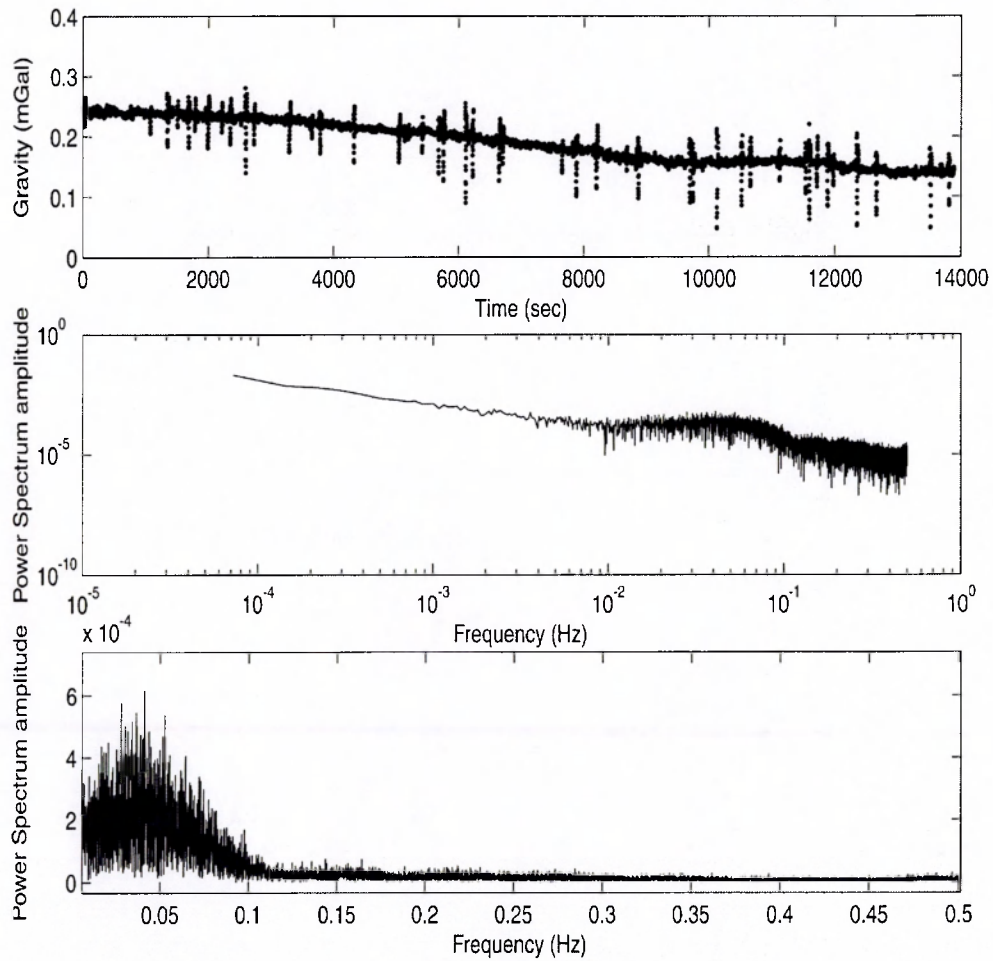 Gravity (mGal)
0.4
0.3
0.2
0.1
0
0 2000 4000 6000 8000 10000 12000 14000
Time (sec)
Power Spectrum amplitude
10^0
10^-5
10^-10
10^-5 10^-4 10^-3 10^-2 10^-1 10^0
Frequency (Hz)
x 10^-4
Power Spectrum amplitude
6
4
2
0
0.05 0.1 0.15 0.2 0.25 0.3 0.35 0.4 0.45 0.5
Frequency (Hz)